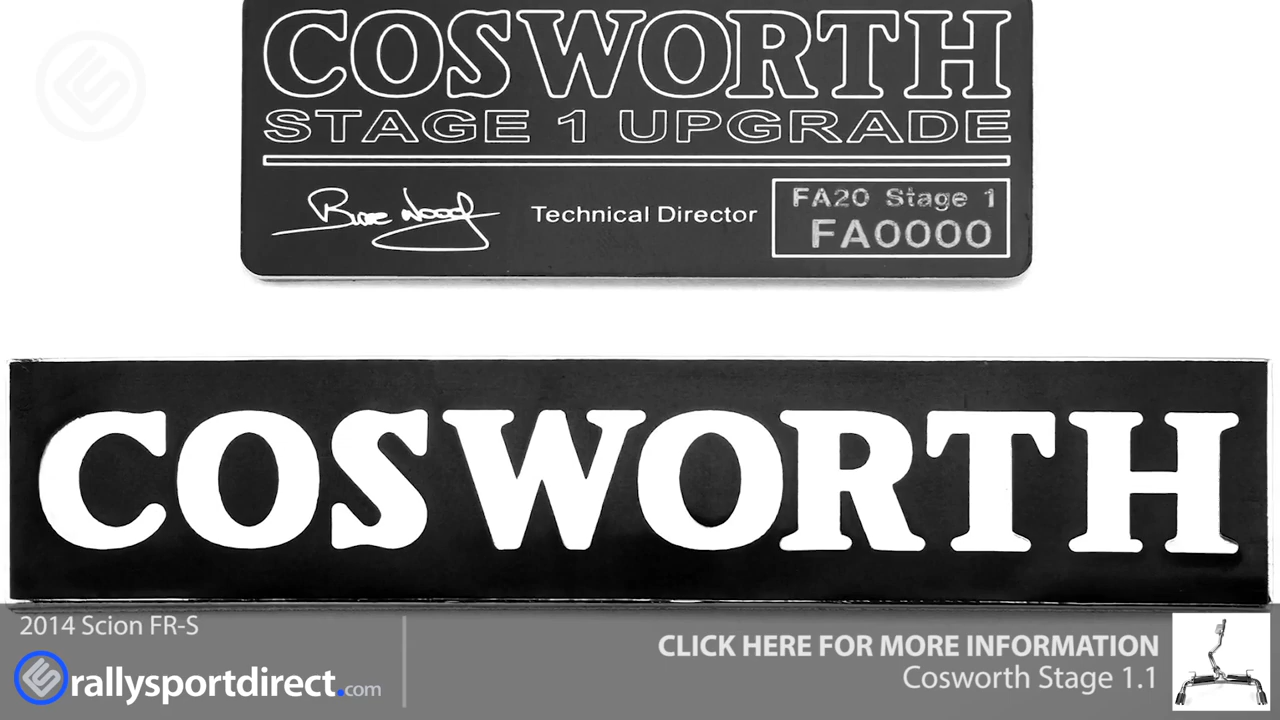 COSWORTH
STAGE 1 UPGRADE
Technical Director
FA20 Stage 1
FA0000
COSWORTH
2014 Scion FR-S
CLICK HERE FOR MORE INFORMATION
rallysportdirect.com
Cosworth Stage 1.1